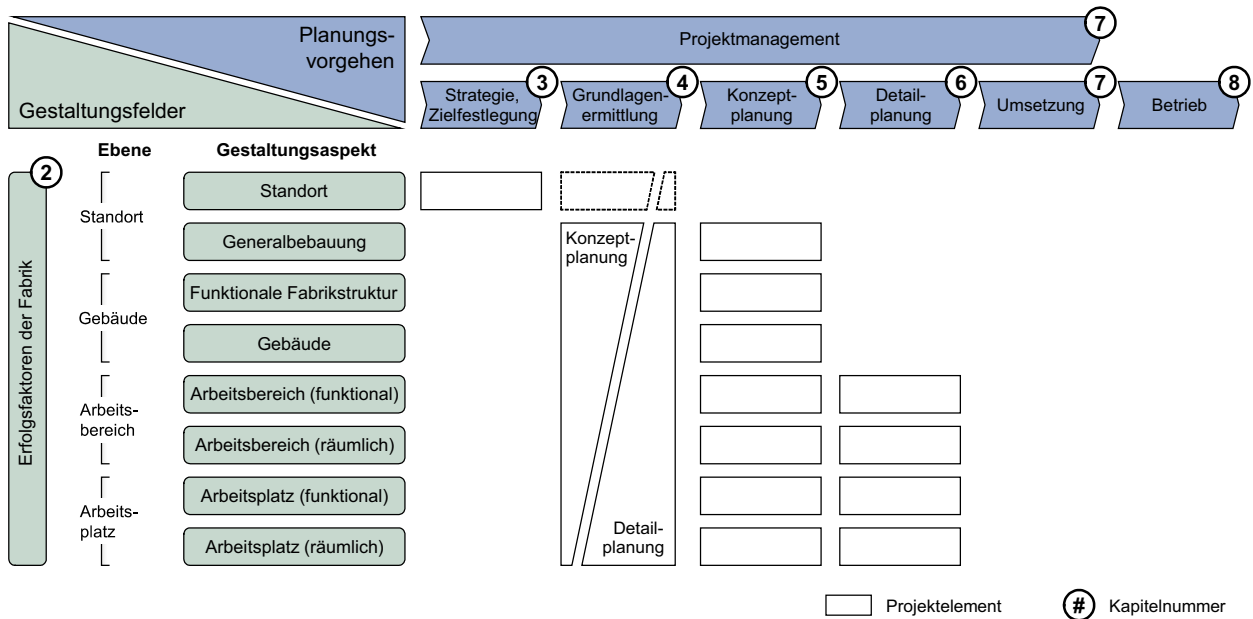 Planungs-
vorgehen
Gestaltungsfelder
Projektmanagement
7
Strategie,
Zielfestlegung
3
Grundlagen-
ermittlung
4
Konzept-
planung
5
Detail-
planung
6
Umsetzung
7
Betrieb
8
Ebene
Gestaltungsaspekt
2
Erfolgsfaktoren der Fabrik
Standort
Standort
Generalbebauung
Gebäude
Funktionale Fabrikstruktur
Gebäude
Arbeits-
bereich
Arbeitsbereich (funktional)
Arbeitsbereich (räumlich)
Arbeits-
platz
Arbeitsplatz (funktional)
Arbeitsplatz (räumlich)
Konzept-
planung
Detail-
planung
Projektelement
# Kapitelnummer